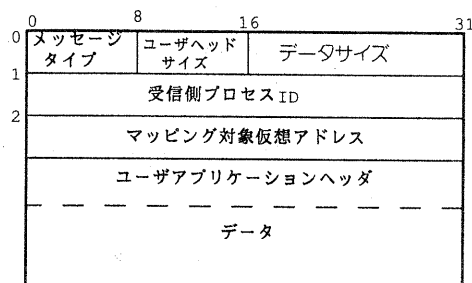 0 8 16 31
0 メッセージ ユーザヘッド データサイズ
タイプ サイズ
1 受信側プロセスID
2 マッピング対象仮想アドレス
ユーザアプリケーションヘッダ
データ